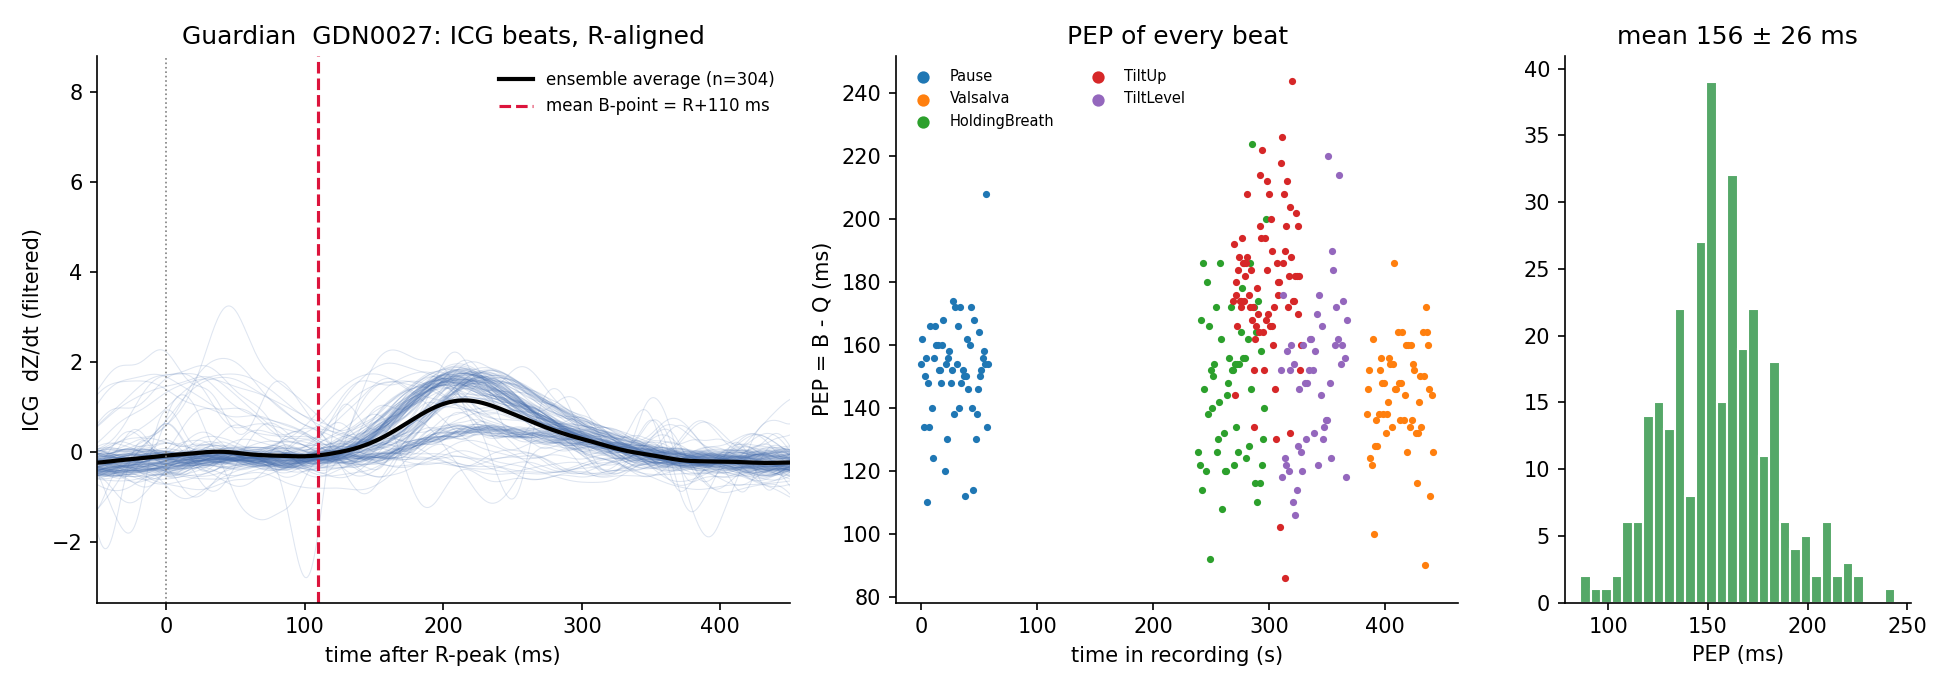 Guardian  GDN0027: ICG beats, R-aligned
ensemble average (n=304)
mean B-point = R+110 ms
ICG  dZ/dt (filtered)
8
6
4
2
0
−2
0
100
200
300
400
time after R-peak (ms)
PEP of every beat
Pause
Valsalva
HoldingBreath
TiltUp
TiltLevel
PEP = B - Q (ms)
240
220
200
180
160
140
120
100
80
0
100
200
300
400
time in recording (s)
mean 156 ± 26 ms
40
35
30
25
20
15
10
5
0
100
150
200
250
PEP (ms)